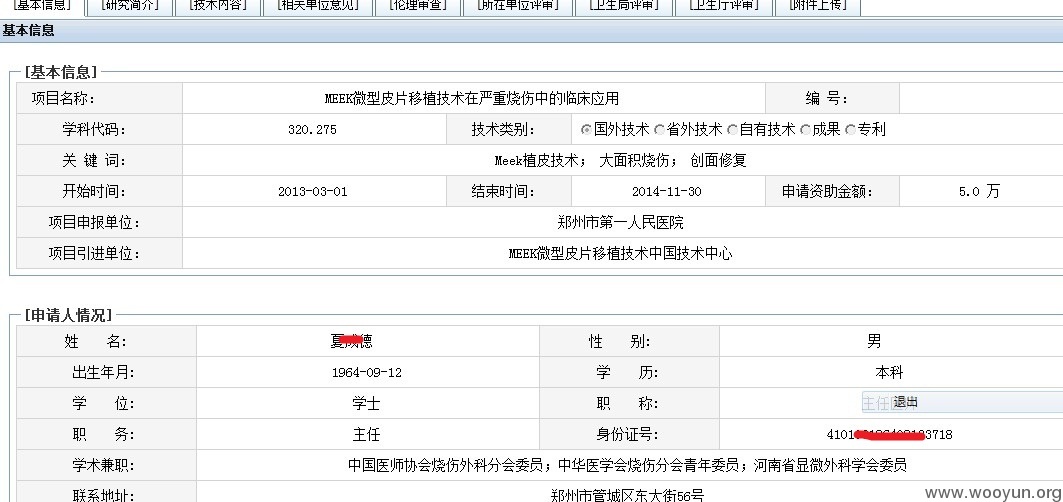 [基本信息] [研究简介] [技术内容] [相关单位意见] [伦理审查] [所在单位评审] [卫生局评审] [卫生厅评审] [附件上传]
基本信息
[基本信息]
项目名称: MEEK微型皮片移植技术在严重烧伤中的临床应用 编 号:
学科代码: 320.275 技术类别: 国外技术 省外技术 自有技术 成果 专利
关 键 词: Meek植皮技术; 大面积烧伤; 创面修复
开始时间: 2013-03-01 结束时间: 2014-11-30 申请资助金额: 5.0 万
项目申报单位: 郑州市第一人民医院
项目引进单位: MEEK微型皮片移植技术中国技术中心
[申请人情况]
姓 名: 性 别: 男
出生年月: 1964-09-12 学 历: 本科
学 位: 学士 职 称: 主任 退出
职 务: 主任 身份证号: 3718
学术兼职: 中国医师协会烧伤外科分会委员; 中华医学会烧伤分会青年委员; 河南省显微外科学会委员
联系地址: 郑州市管城区东大街56号
www.wooyun.org